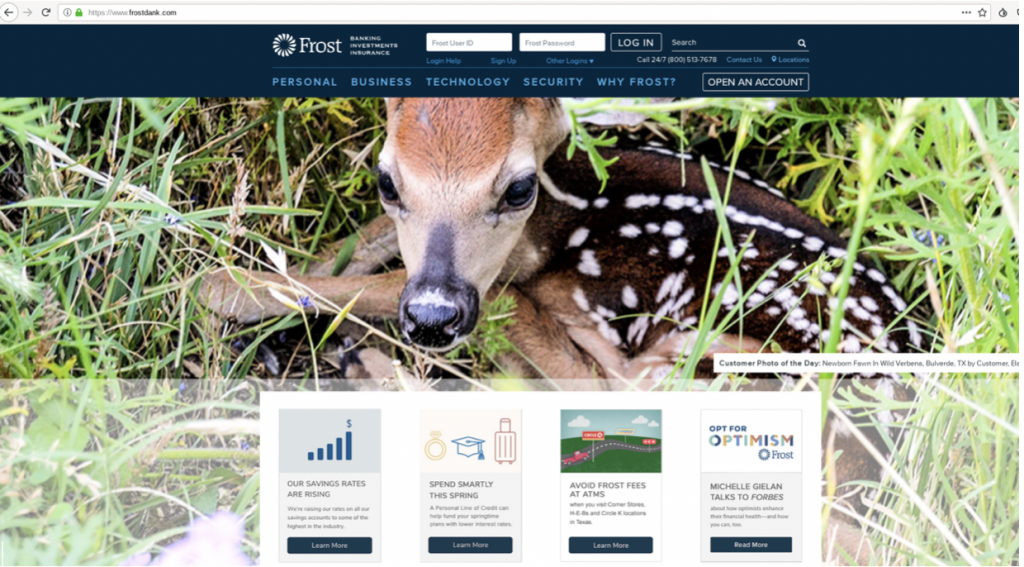 https://www.frostdank.com
Frost BANKING INVESTMENTS INSURANCE
Frost User ID Frost Password LOG IN Search
Login Help Sign Up Other Logins ▾ Call 24/7 (800) 513-7678 Contact Us Locations
PERSONAL BUSINESS TECHNOLOGY SECURITY WHY FROST? OPEN AN ACCOUNT
Customer Photo of the Day: Newborn Fawn In Wild Verbena, Bulverde, TX by Customer,
$
OUR SAVINGS RATES
ARE RISING
We're raising our rates on all our
savings accounts to some of the
highest in the industry.
Learn More
SPEND SMARTLY
THIS SPRING
A Personal Line of Credit can
help fund your springtime
plans with lower interest rates.
Learn More
AVOID FROST FEES
AT ATMS
when you visit Corner Stores,
H-E-Bs and Circle K locations
in Texas.
Learn More
OPT FOR
OPTIMISM
Frost
MICHELLE GIELAN
TALKS TO FORBES
about how optimists enhance
their financial health—and how
you can, too.
Read More